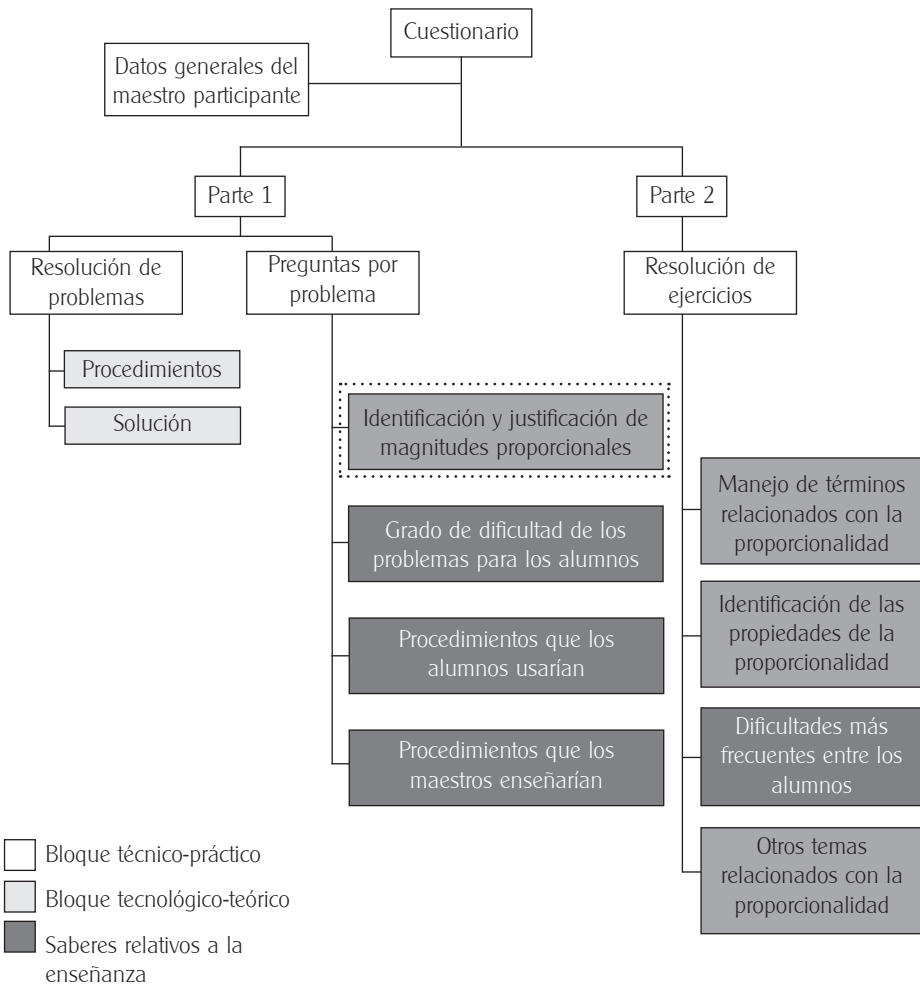 Cuestionario
Datos generales del
maestro participante
Parte 1
Parte 2
Resolución de
problemas
Preguntas por
problema
Resolución de
ejercicios
Procedimientos
Solución
Identificación y justificación de
magnitudes proporcionales
Grado de dificultad de los
problemas para los alumnos
Procedimientos que los
alumnos usarían
Procedimientos que los
maestros enseñarían
Manejo de términos
relacionados con la
proporcionalidad
Identificación de las
propiedades de la
proporcionalidad
Dificultades más
frecuentes entre los
alumnos
Otros temas
relacionados con la
proporcionalidad
Bloque técnico-práctico
Bloque tecnológico-teórico
Saberes relativos a la
enseñanza